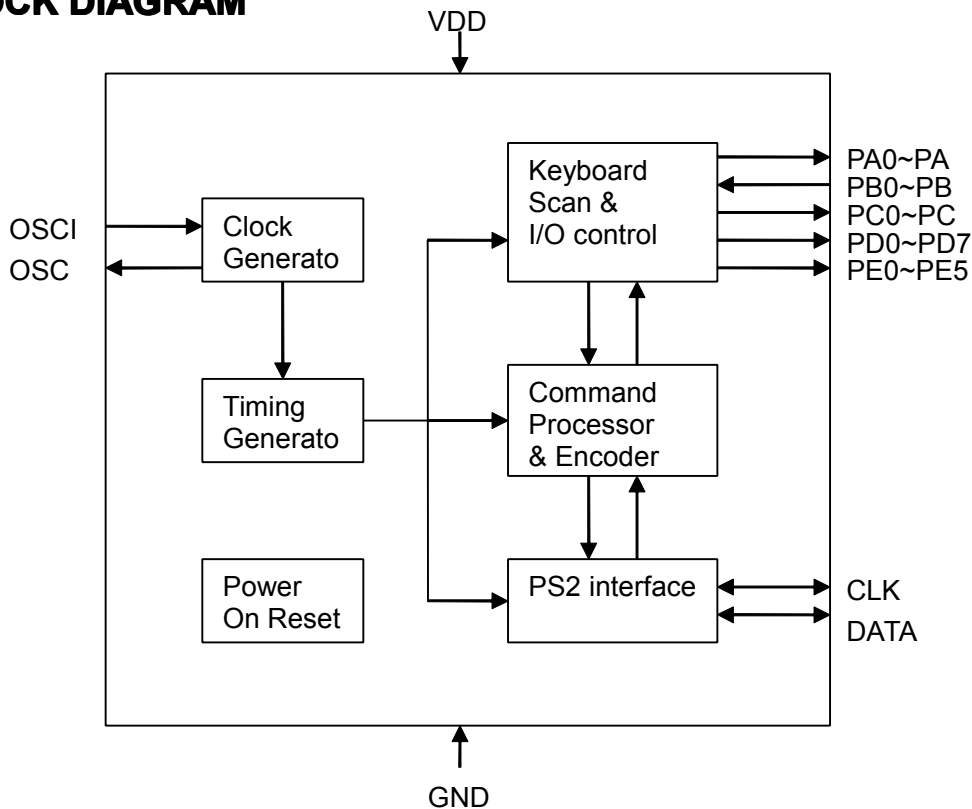 OCK DIAGRAM
VDD
OSCI
OSC
Clock
Generato
Timing
Generato
Power
On Reset
Keyboard
Scan &
I/O control
Command
Processor
& Encoder
PS2 interface
PA0~PA
PB0~PB
PC0~PC
PD0~PD7
PE0~PE5
CLK
DATA
GND